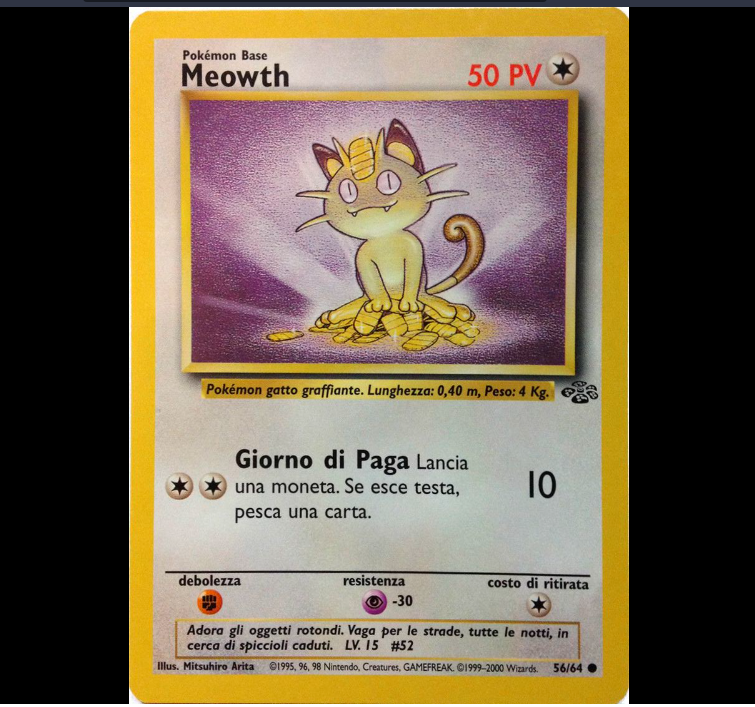 Pokémon Base
Meowth
50 PV
Pokémon gatto graffiante. Lunghezza: 0,40 m, Peso: 4 Kg.
Giorno di Paga Lancia
una moneta. Se esce testa,
pesca una carta.
10
debolezza
resistenza
costo di ritirata
-30
Adora gli oggetti rotondi. Vaga per le strade, tutte le notti, in
cerca di spiccioli caduti. LV. 15 #52
Illus. Mitsuhiro Arita ©1995, 96, 98 Nintendo, Creatures, GAMEFREAK. ©1999-2000 Wizards. 56/64